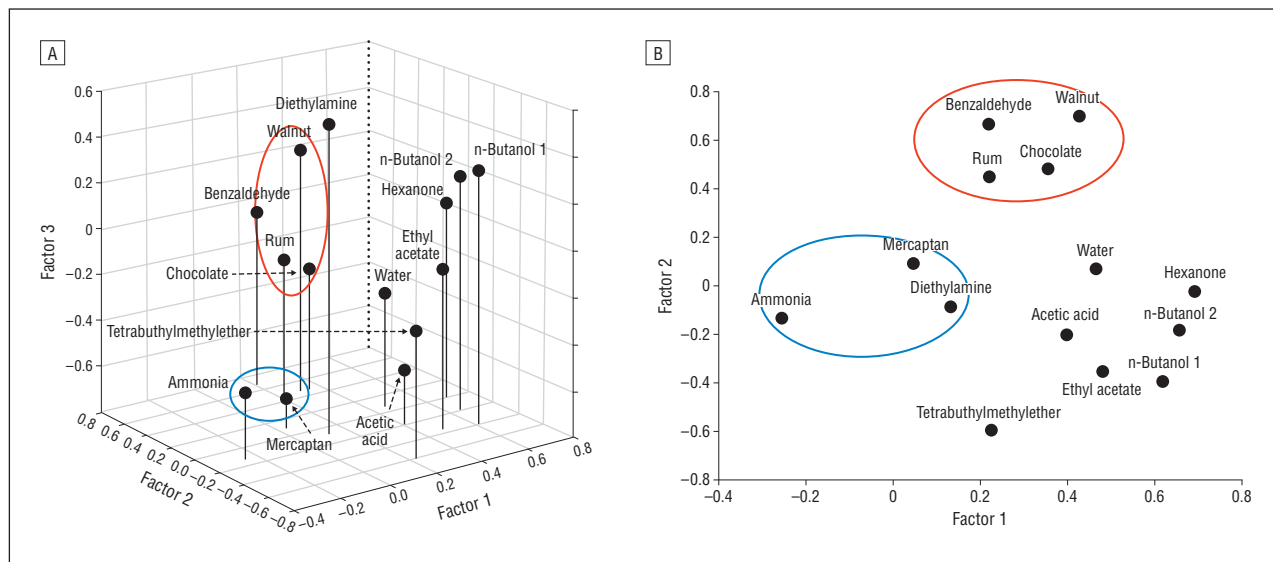 A
0.6
0.4
0.2
0
−0.2
−0.4
−0.6
−0.8
Factor 3
Diethylamine
Walnut
n-Butanol 2
n-Butanol 1
Hexanone
Benzaldehyde
Rum
Ethyl
acetate
Chocolate
Water
Tetrabuthylmethylether
Ammonia
Mercaptan
Acetic
acid
0.8
0.6
0.4
0.2
0.0
−0.2
−0.4
−0.6
−0.8
Factor 2
−0.4
−0.2
0.0
0.2
0.4
0.6
0.8
Factor 1
B
0.8
0.6
0.4
0.2
0
−0.2
−0.4
−0.6
−0.8
Factor 2
Benzaldehyde
Walnut
Rum
Chocolate
Mercaptan
Water
Hexanone
Ammonia
Diethylamine
Acetic acid
n-Butanol 2
n-Butanol 1
Ethyl acetate
Tetrabuthylmethylether
−0.4
−0.2
0
0.2
0.4
0.6
0.8
Factor 1